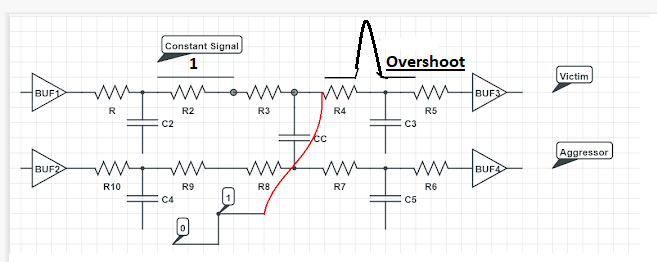 Constant Signal
1
Overshoot
Victim
BUF1
BUF3
R
R2
R3
R4
R5
C2
C3
CC
Aggressor
BUF2
BUF4
R10
R9
R8
R7
R6
C4
C5
1
0